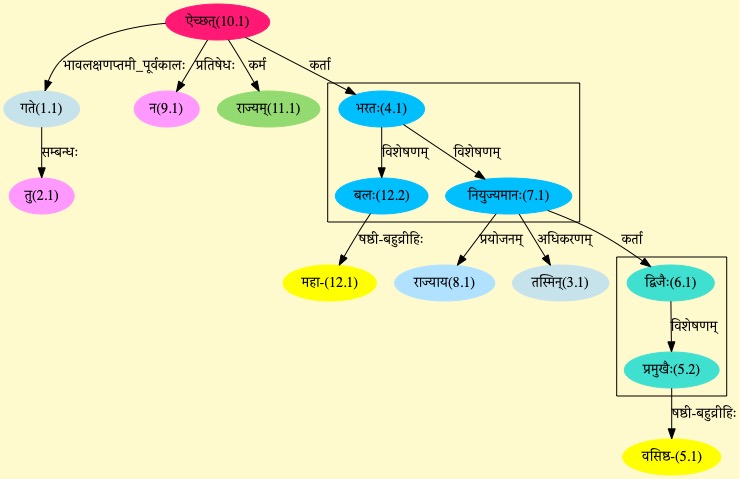 ऐच्छत्(10.1)
भावलक्षणप्तमी_पूर्वकालः
प्रतिषेधः
कर्म
कर्ता
गते(1.1)
न(9.1)
राज्यम्(11.1)
भरतः(4.1)
सम्बन्धः
विशेषणम्
विशेषणम्
तु(2.1)
बलः(12.2)
नियुज्यमानः(7.1)
षष्ठी-बहुव्रीहिः
प्रयोजनम्
अधिकरणम्
कर्ता
महा-(12.1)
राज्याय(8.1)
तस्मिन्(3.1)
द्विजैः(6.1)
विशेषणम्
प्रमुखैः(5.2)
षष्ठी-बहुव्रीहिः
वसिष्ठ-(5.1)